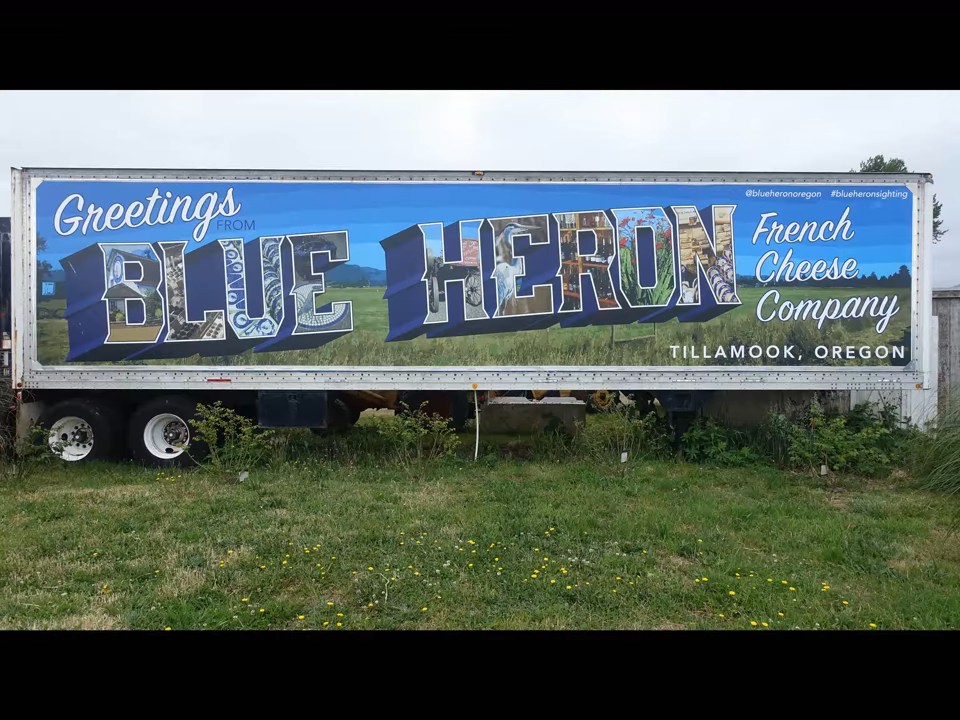 Greetings
FROM
BLUE HERON
@blueheronoregon #blueheronsighting
French
Cheese
Company
TILLAMOOK, OREGON